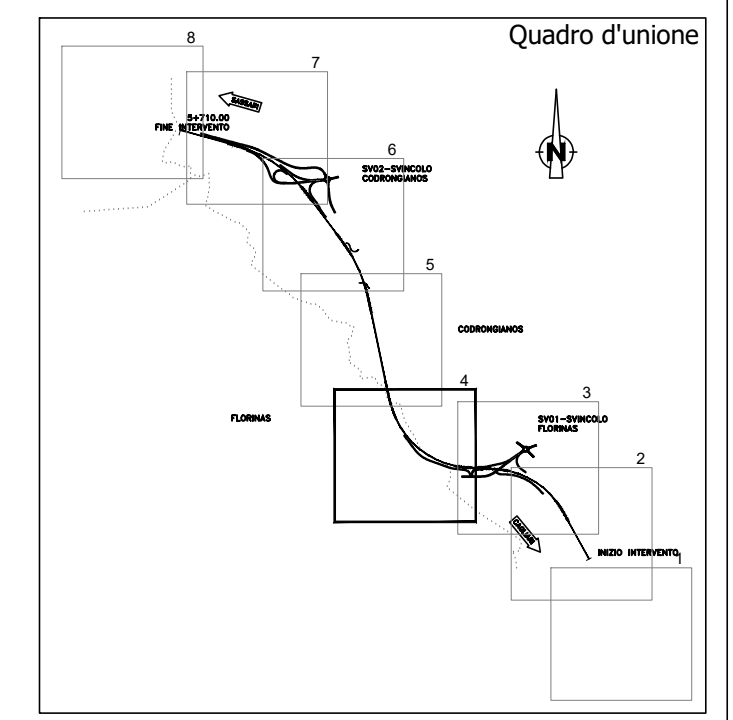 Quadro d'unione
8
7
SASSARI
5+710.00
FINE INTERVENTO
6
SV02-SVINCOLO
CODRONGIANOS
N
5
CODRONGIANOS
4
3
FLORINAS
SV01-SVINCOLO
FLORINAS
2
CAGLIARI
INIZIO INTERVENTO
1